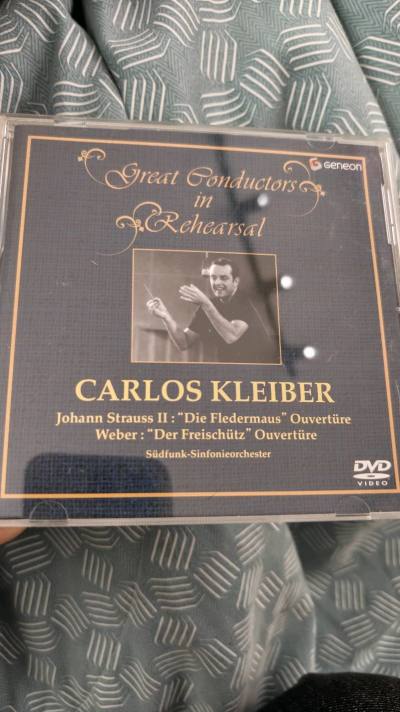 GENEON
Great Conductors
in
Rehearsal
CARLOS KLEIBER
Johann Strauss II : "Die Fledermaus" Ouvertüre
Weber : "Der Freischütz" Ouvertüre
Südfunk-Sinfonieorchester
DVD
VIDEO